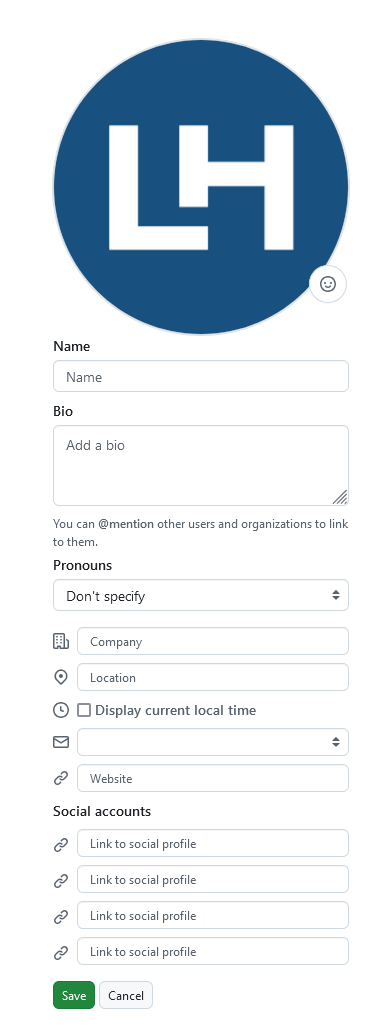 LH
Name
Name
Bio
Add a bio
You can @mention other users and organizations to link
to them.
Pronouns
Don't specify
Company
Location
Display current local time
Website
Social accounts
Link to social profile
Link to social profile
Link to social profile
Link to social profile
Save Cancel